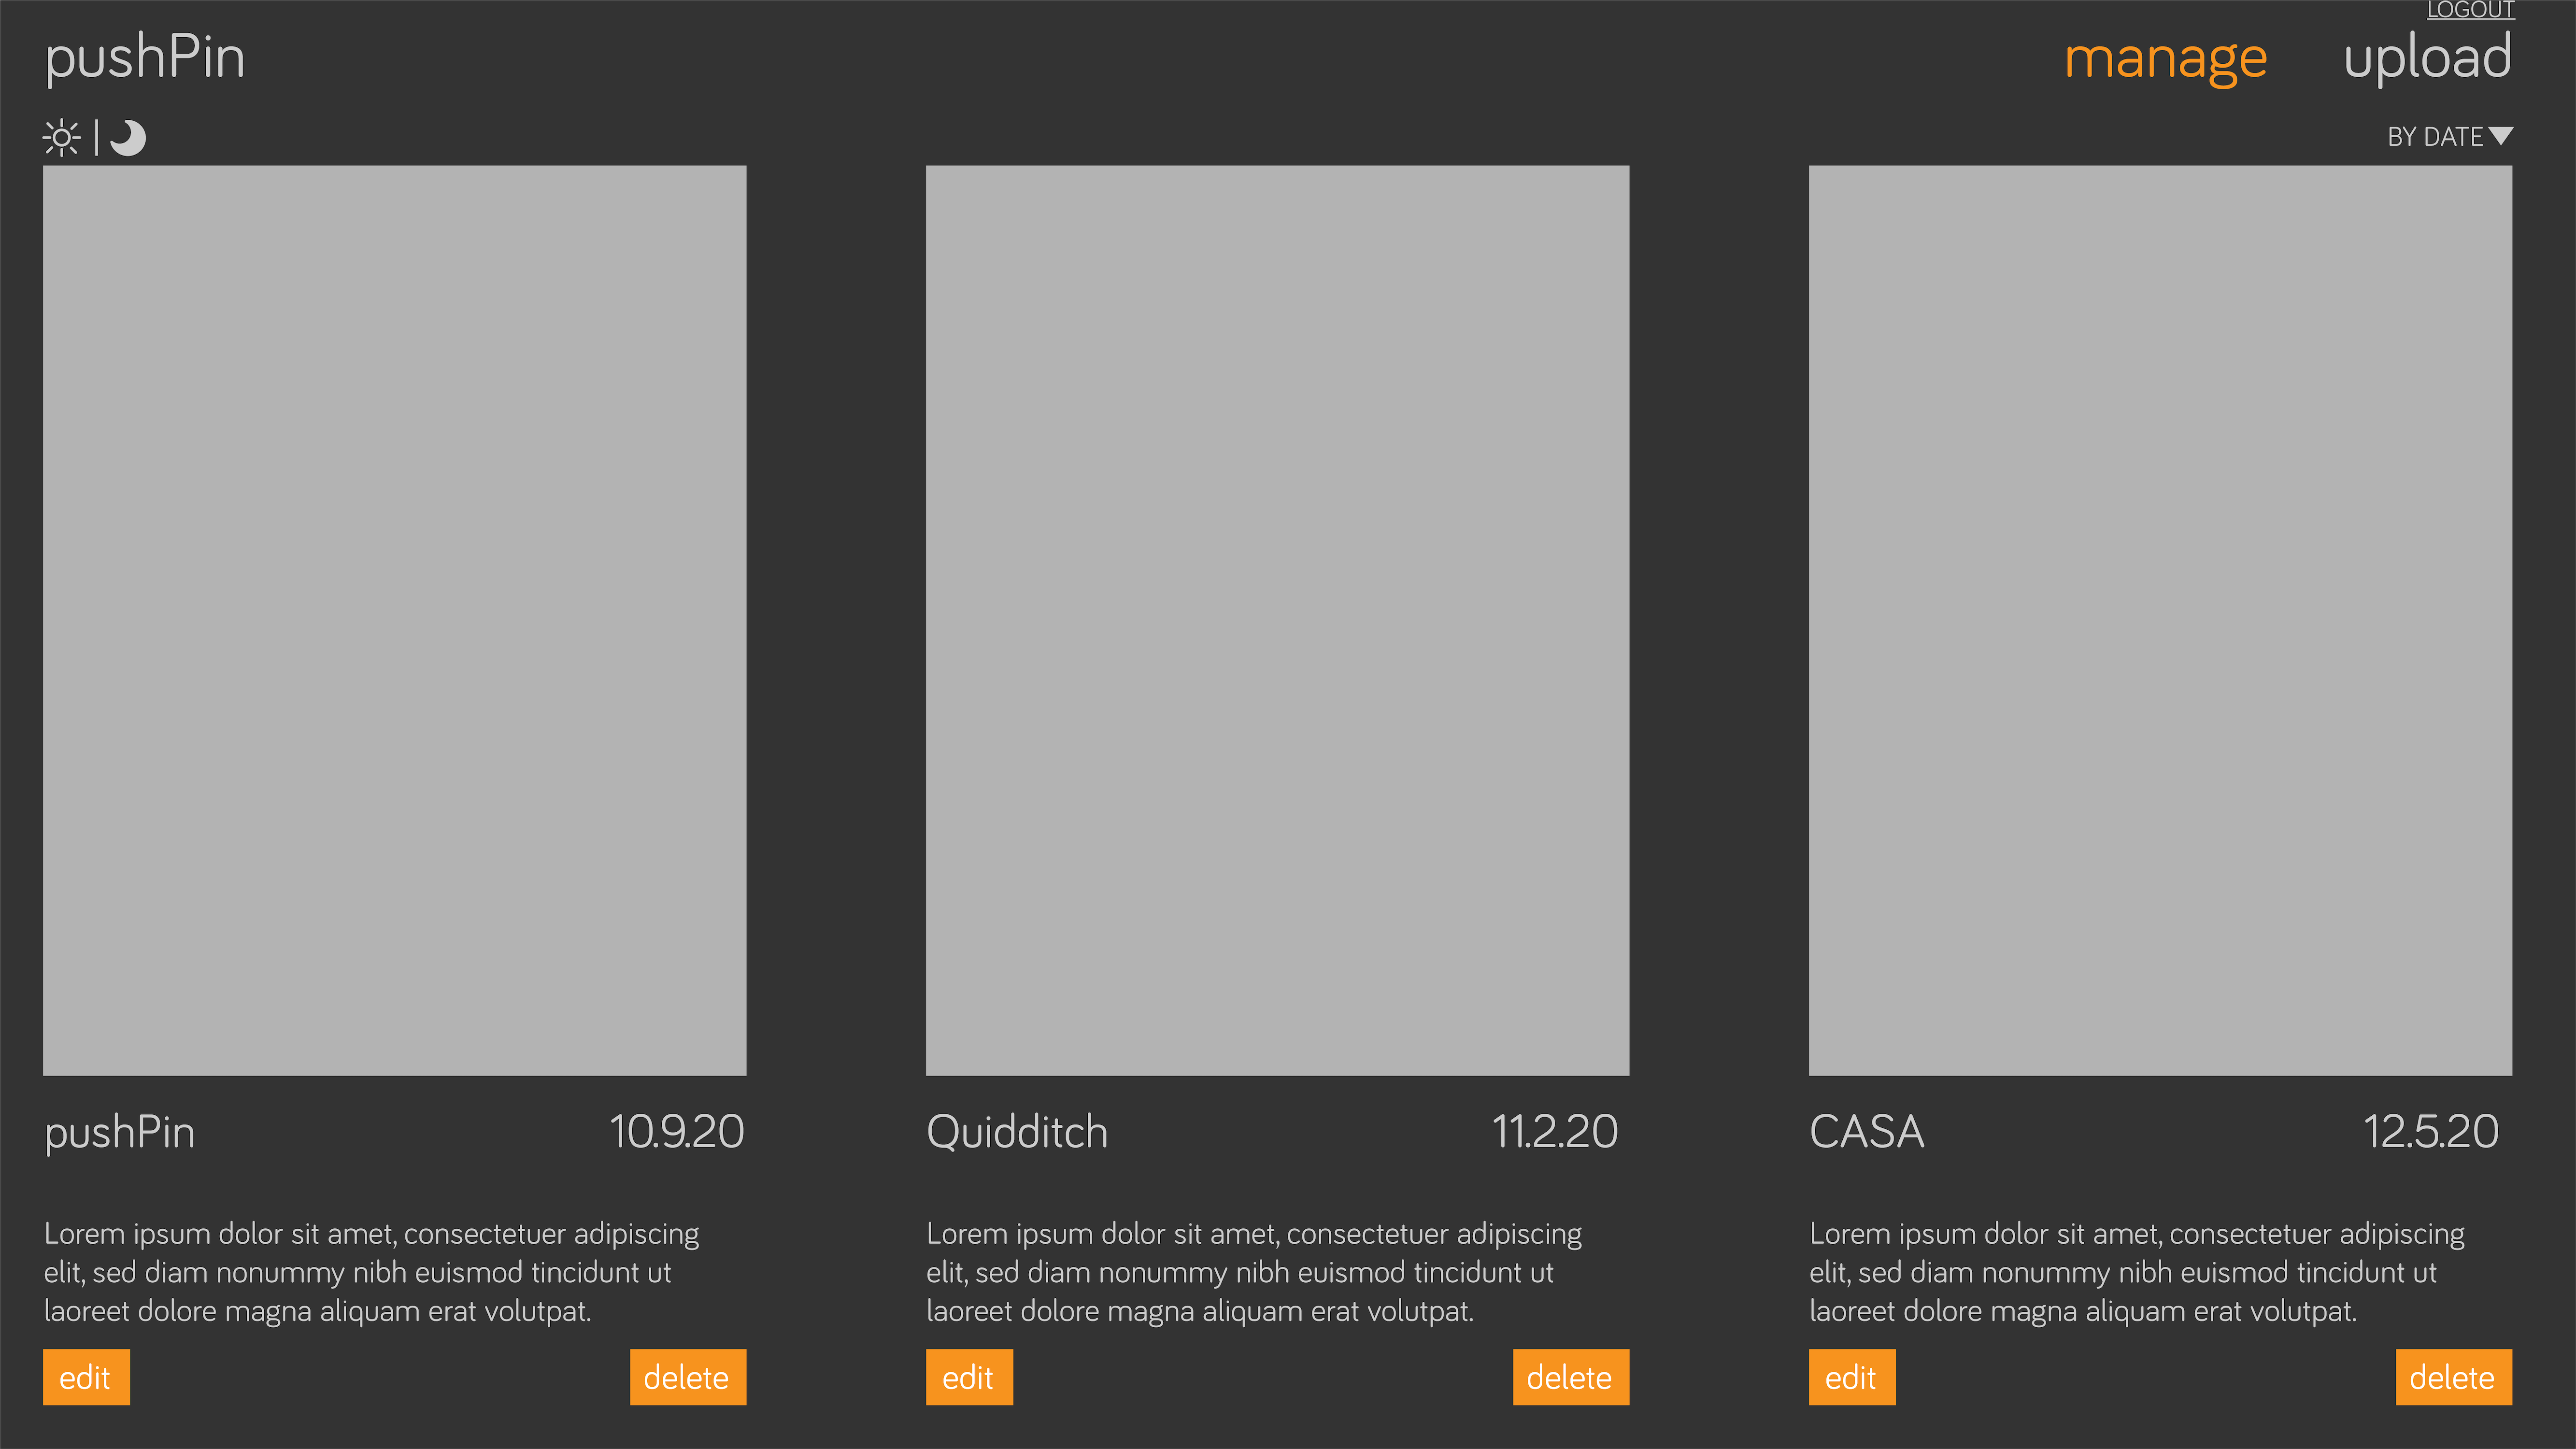 LOGOUT
pushPin
manage
upload
BY DATE
pushPin
10.9.20
Lorem ipsum dolor sit amet, consectetuer adipiscing
elit, sed diam nonummy nibh euismod tincidunt ut
laoreet dolore magna aliquam erat volutpat.
edit
delete
Quidditch
11.2.20
Lorem ipsum dolor sit amet, consectetuer adipiscing
elit, sed diam nonummy nibh euismod tincidunt ut
laoreet dolore magna aliquam erat volutpat.
edit
delete
CASA
12.5.20
Lorem ipsum dolor sit amet, consectetuer adipiscing
elit, sed diam nonummy nibh euismod tincidunt ut
laoreet dolore magna aliquam erat volutpat.
edit
delete